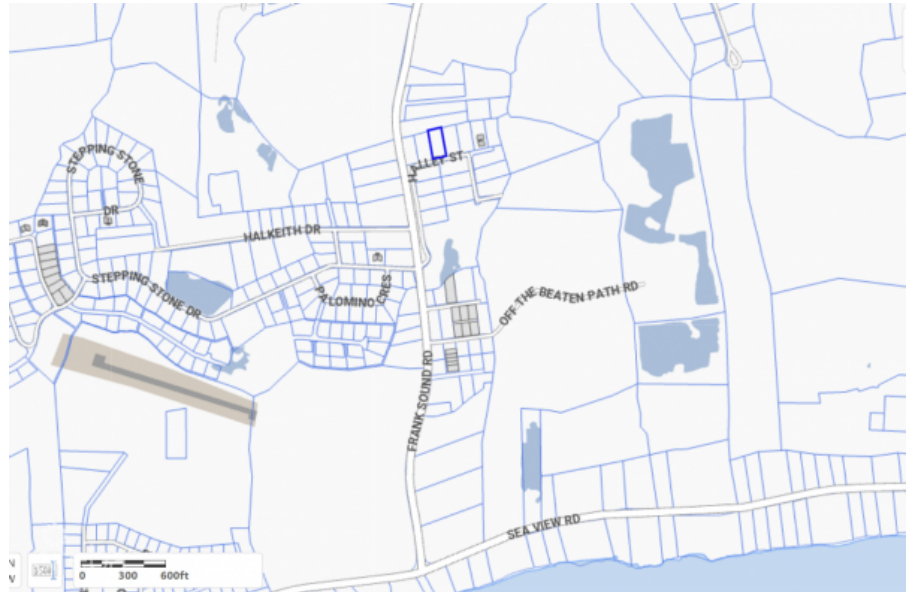 STEPPING STONE
DR
HALLEY ST
HALKEITH DR
STEPPING STONE DR
PALOMINO CRES
OFF THE BEATEN PATH RD
FRANK SOUND RD
SEA VIEW RD
N
W
0 300 600ft